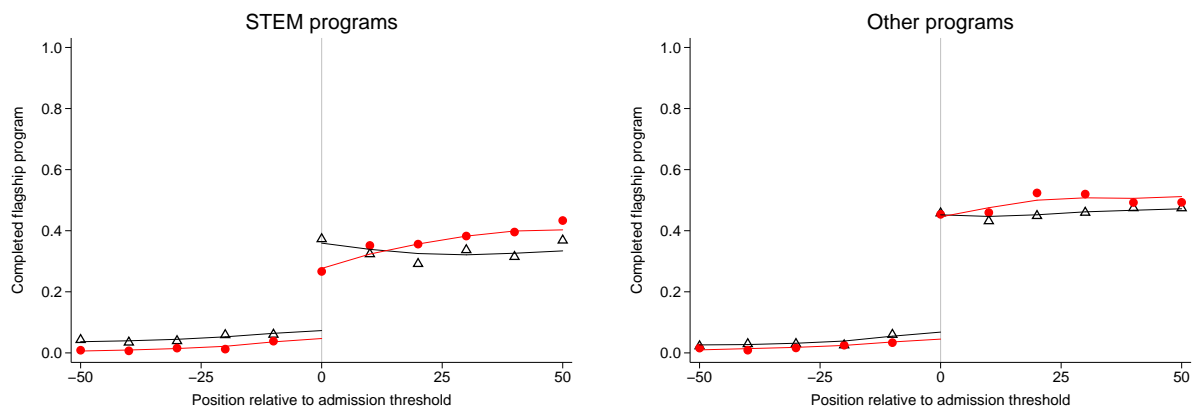 STEM programs
1.0
0.8
0.6
0.4
0.2
0.0
Completed flagship program
−50 −25 0 25 50
Position relative to admission threshold
Other programs
1.0
0.8
0.6
0.4
0.2
0.0
Completed flagship program
−50 −25 0 25 50
Position relative to admission threshold